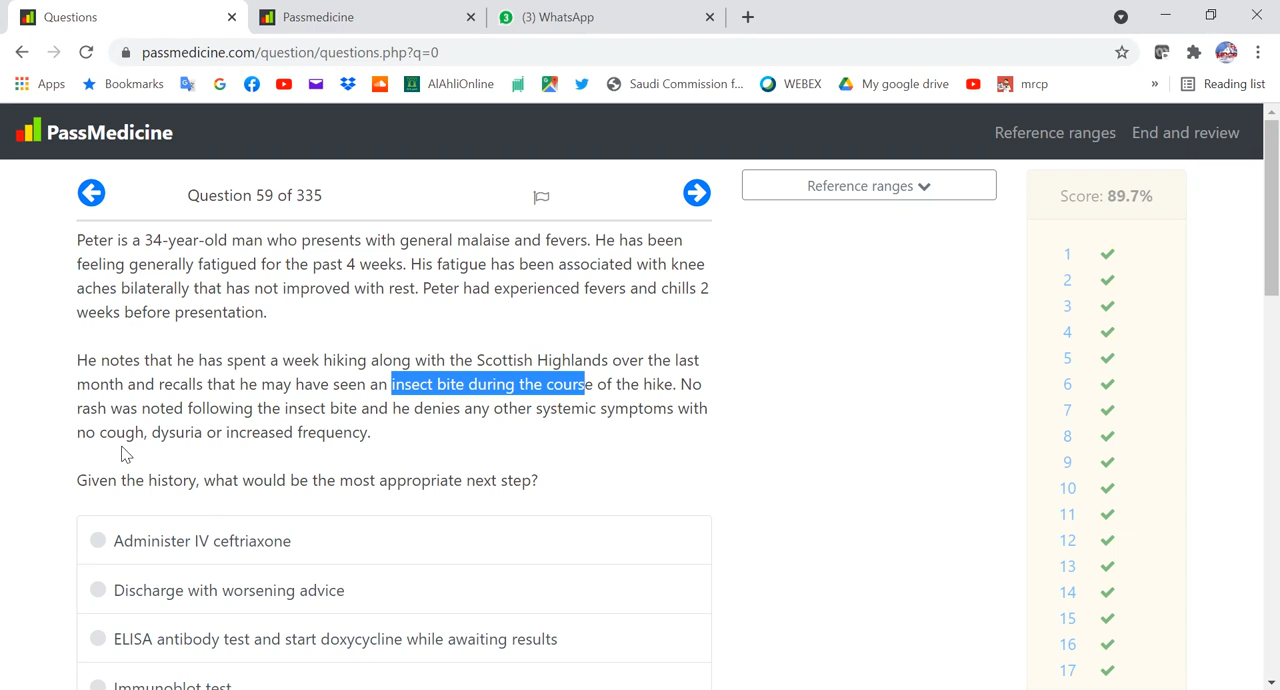 Questions
Passmedicine
(3) WhatsApp
passmedicine.com/question/questions.php?q=0
Apps
Bookmarks
AlAhliOnline
Saudi Commission f...
WEBEX
My google drive
mrcp
»
Reading list
PassMedicine
Reference ranges
End and review
Question 59 of 335
Reference ranges
Score: 89.7%
Peter is a 34-year-old man who presents with general malaise and fevers. He has been
feeling generally fatigued for the past 4 weeks. His fatigue has been associated with knee
aches bilaterally that has not improved with rest. Peter had experienced fevers and chills 2
weeks before presentation.
He notes that he has spent a week hiking along with the Scottish Highlands over the last
month and recalls that he may have seen an insect bite during the course of the hike. No
rash was noted following the insect bite and he denies any other systemic symptoms with
no cough, dysuria or increased frequency.
Given the history, what would be the most appropriate next step?
Administer IV ceftriaxone
Discharge with worsening advice
ELISA antibody test and start doxycycline while awaiting results
Immunoblot test
1
2
3
4
5
6
7
8
9
10
11
12
13
14
15
16
17